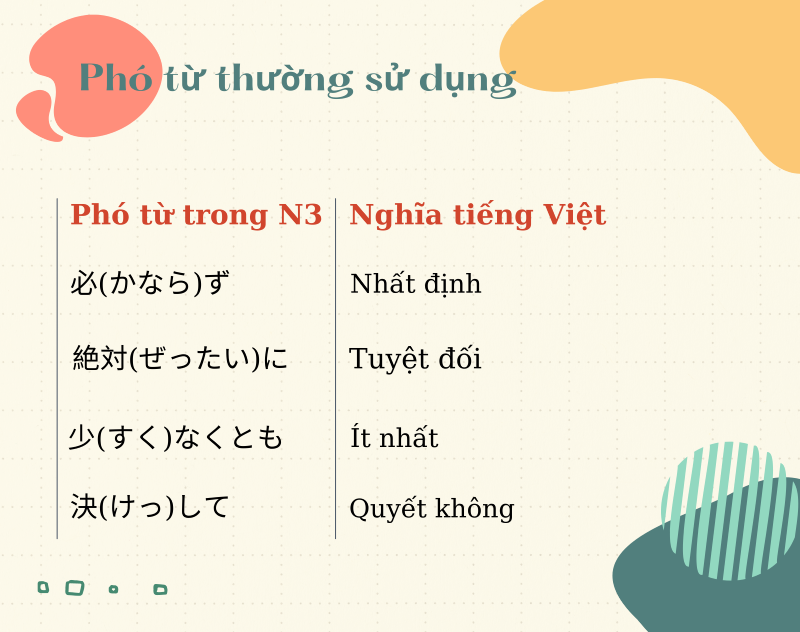 Phó từ thường sử dụng
Phó từ trong N3 Nghĩa tiếng Việt
必(かなら)ず Nhất định
絶対(ぜったい)に Tuyệt đối
少(すく)なくとも Ít nhất
決(けっ)して Quyết không